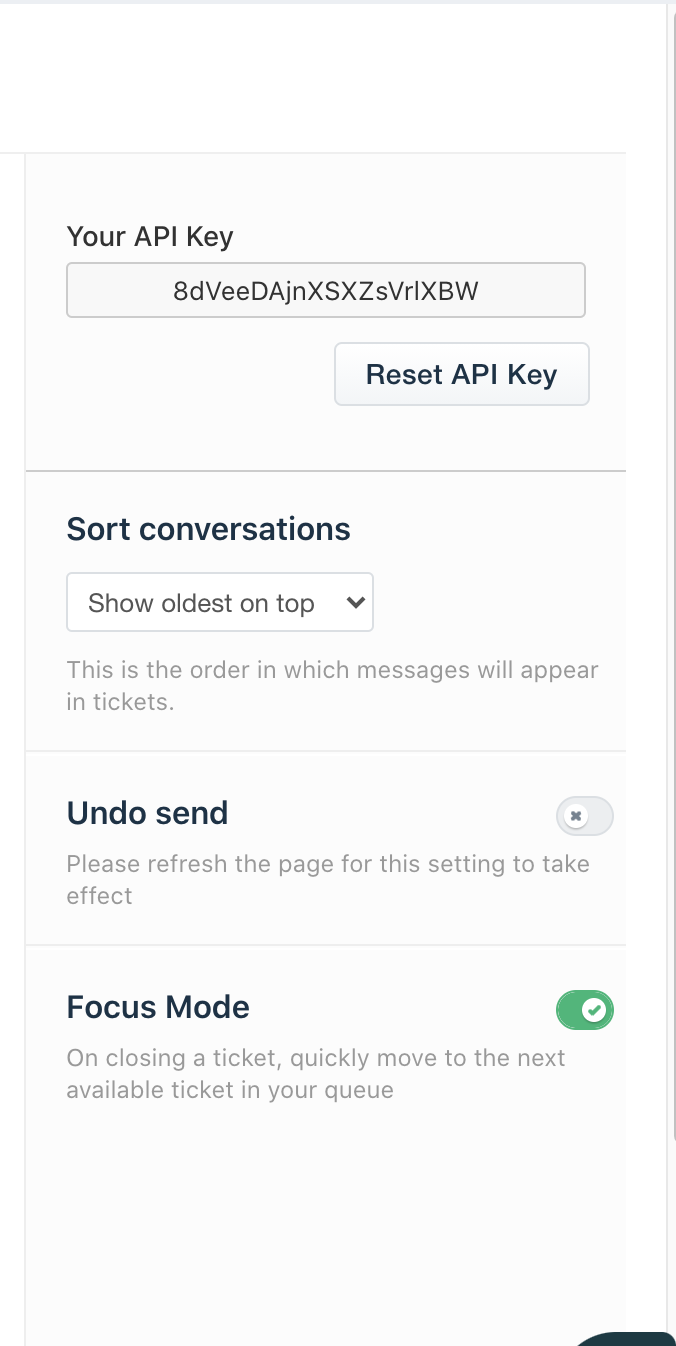 Your API Key
8dVeeDAjnXSXZsVrlXBW
Reset API Key
Sort conversations
Show oldest on top
This is the order in which messages will appear
in tickets.
Undo send
Please refresh the page for this setting to take
effect
Focus Mode
On closing a ticket, quickly move to the next
available ticket in your queue